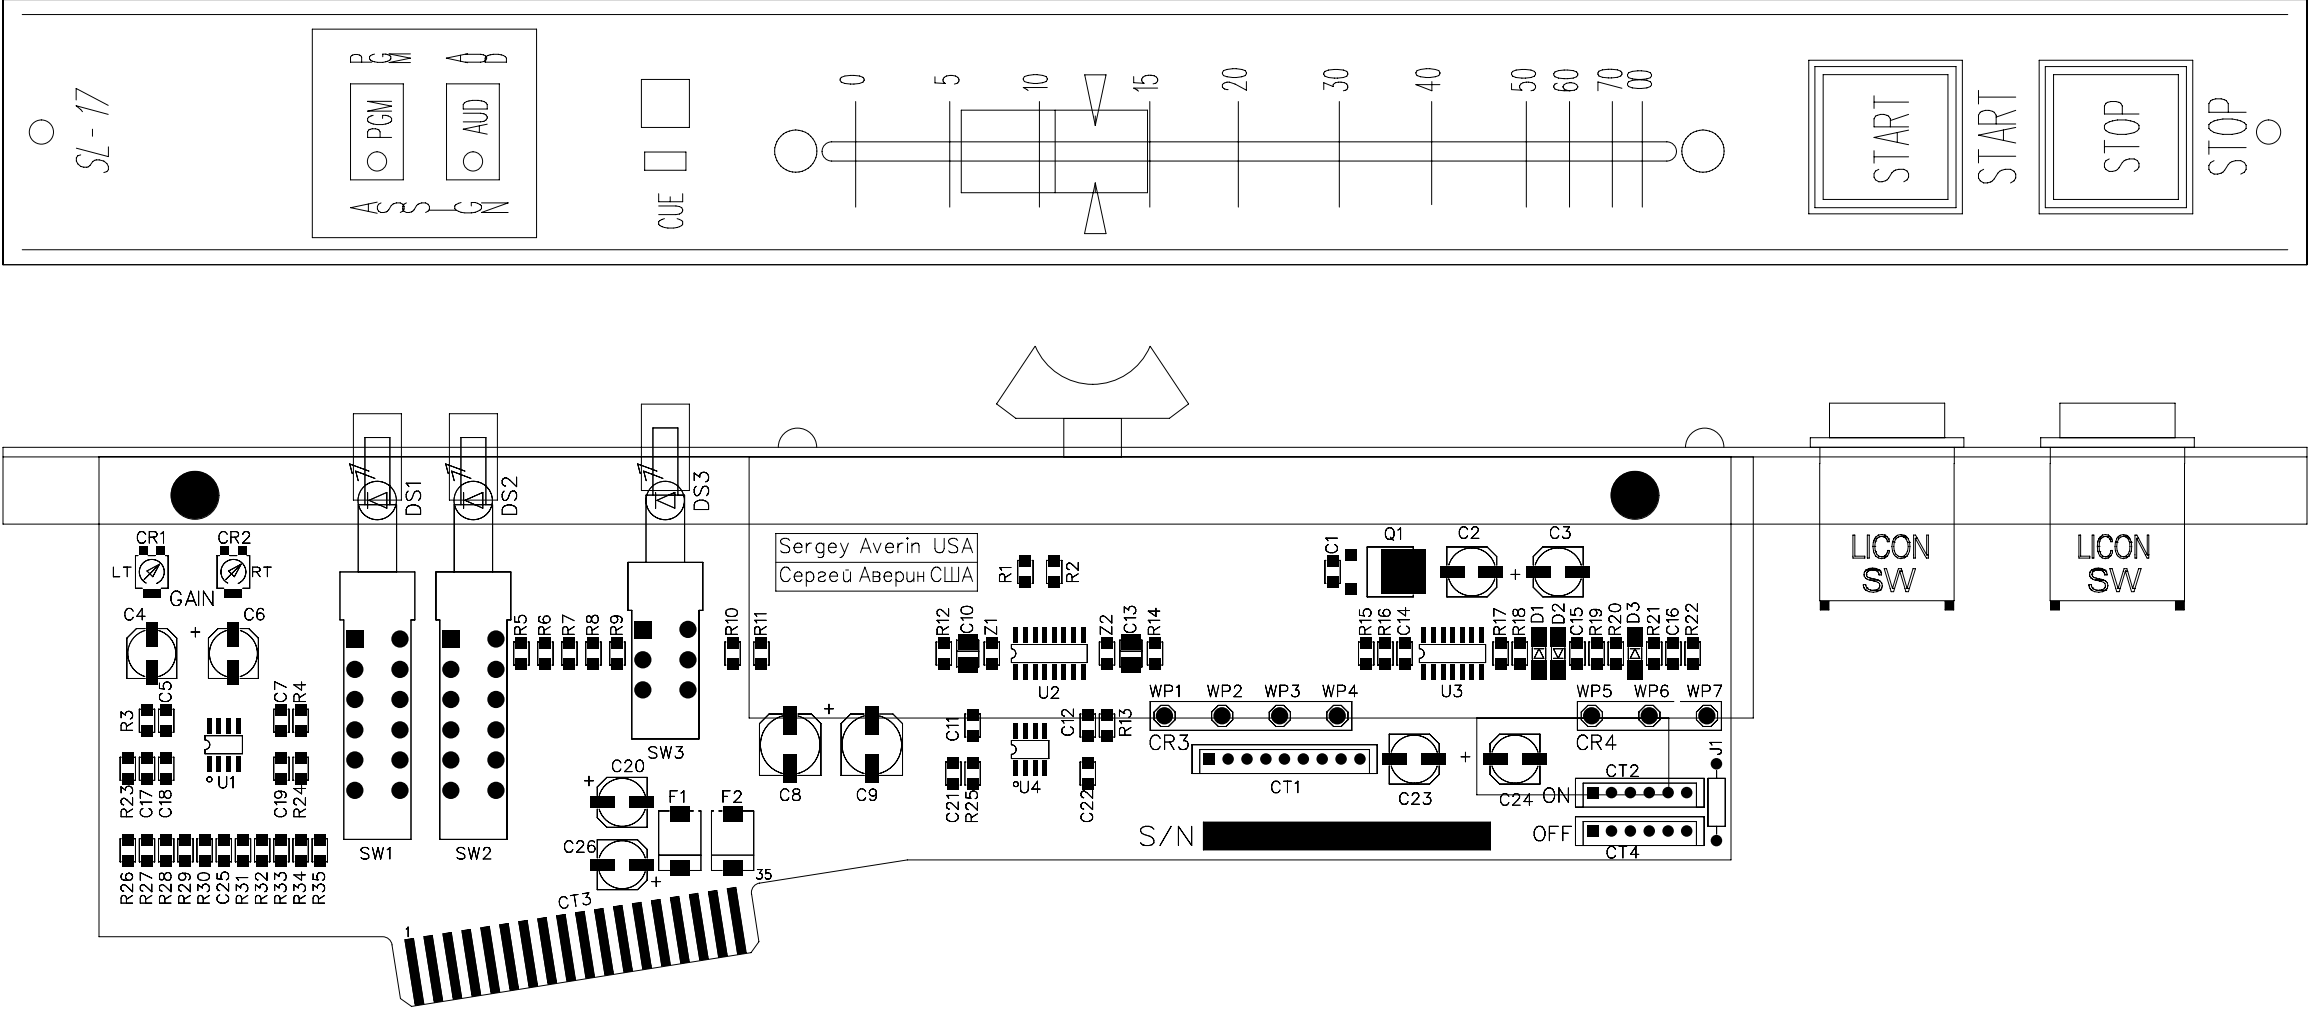 SL-17
PGM
AUD
PGM
AUD
ASSIGN
CUE
0
5
10
15
20
30
40
50
60
70
80
START
START
STOP
STOP
DS1
DS2
DS3
CR1
CR2
LT
RT
GAIN
Sergey Averin USA
Сергей Аверин США
R1
R2
C1
Q1
C2
C3
LICON
SW
LICON
SW
C4
+
C6
R5
R6
R7
R8
R9
R10
R11
R12
C10
Z1
U2
Z2
C13
R14
R15
R16
C14
U3
R17
R18
D1
D2
C15
R19
R20
D3
R21
C16
R22
R3
C5
C7
R4
U1
R23
C17
C18
C19
R24
SW3
C8
+
C9
C11
C12
R13
C21
R25
U4
C22
WP1
WP2
WP3
WP4
WP5
WP6
WP7
CR3
CR4
CT1
C23
+
C24
CT2
ON
J1
OFF
CT4
S/N
C20
+
F1
F2
C26
+
35
SW1
SW2
R26
R27
R28
R29
R30
C25
R31
R32
R33
R34
R35
CT3
1